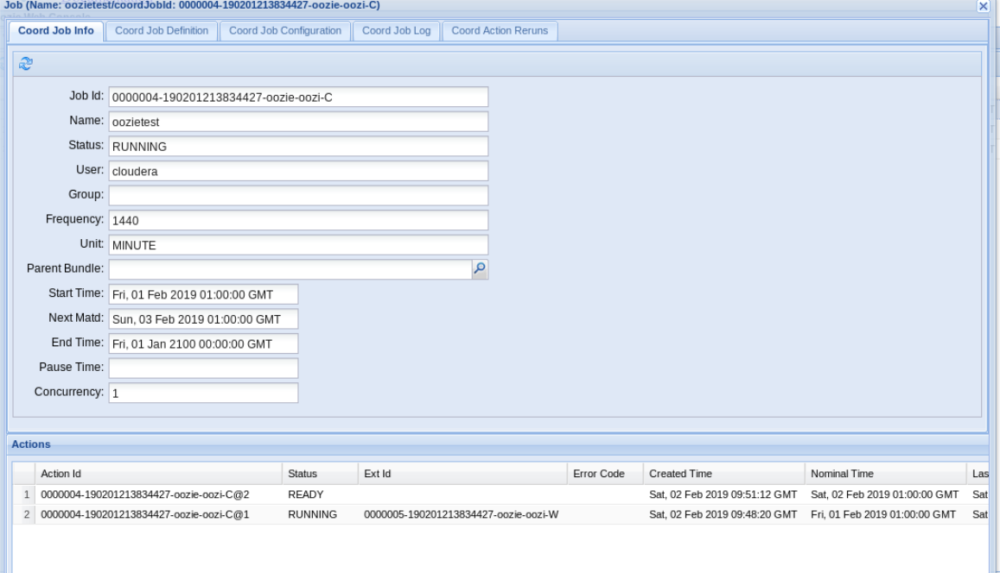 Job (Name: oozietest/coordJobId: 0000004-190201213834427-oozie-oozi-C)
Coord Job Info Coord Job Definition Coord Job Configuration Coord Job Log Coord Action Reruns
Job Id: 0000004-190201213834427-oozie-oozi-C
Name: oozietest
Status: RUNNING
User: cloudera
Group:
Frequency: 1440
Unit: MINUTE
Parent Bundle:
Start Time: Fri, 01 Feb 2019 01:00:00 GMT
Next Matd: Sun, 03 Feb 2019 01:00:00 GMT
End Time: Fri, 01 Jan 2100 00:00:00 GMT
Pause Time:
Concurrency: 1
Actions
Action Id Status Ext Id Error Code Created Time Nominal Time Las
1 0000004-190201213834427-oozie-oozi-C@2 READY Sat, 02 Feb 2019 09:51:12 GMT Sat, 02 Feb 2019 01:00:00 GMT Sat
2 0000004-190201213834427-oozie-oozi-C@1 RUNNING 0000005-190201213834427-oozie-oozi-W Sat, 02 Feb 2019 09:48:20 GMT Fri, 01 Feb 2019 01:00:00 GMT Sat